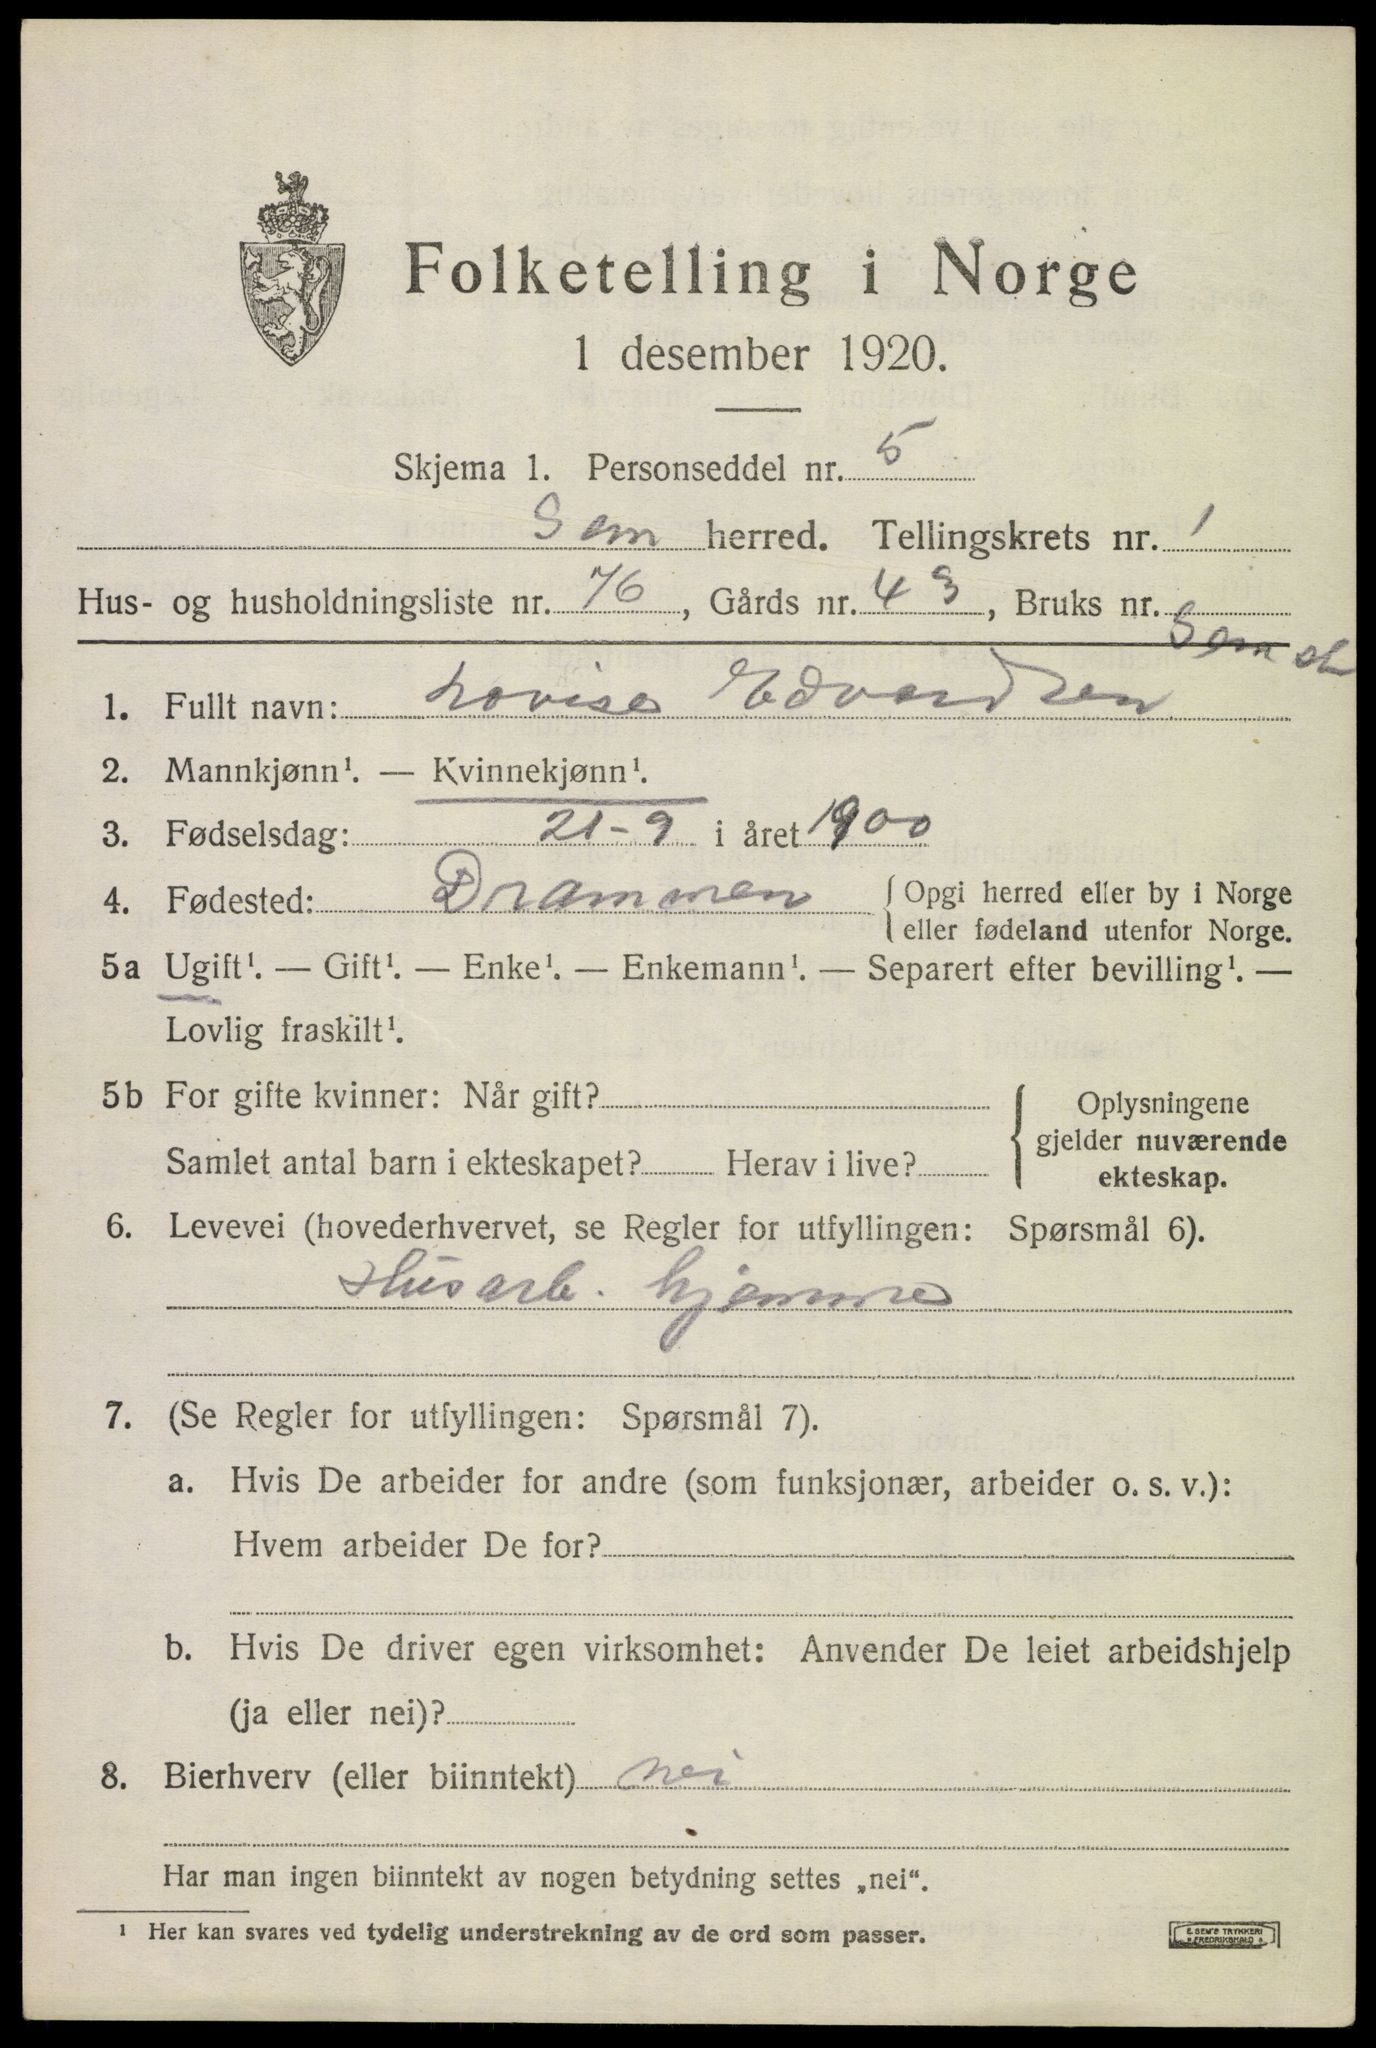 Folketelling i Norge
1 desember 1920.
Skjema 1. Personseddel nr. 5
Sem herred. Tellingskrets nr. 1
Hus- og husholdningsliste nr. 76, Gårds nr. 43, Bruks nr.
Sem st
1. Fullt navn: Lovise Edvardsen
2. Mannkjønn¹. — Kvinnekjønn¹.
3. Fødselsdag: 21-9 i året 1900
4. Fødested: Drammen { Opgi herred eller by i Norge
eller fødeland utenfor Norge.
5a Ugift¹. — Gift¹. — Enke¹. — Enkemann¹. — Separert efter bevilling¹. —
Lovlig fraskilt¹.
5b For gifte kvinner: Når gift?
Samlet antal barn i ekteskapet? Herav i live?
Oplysningene
gjelder nuværende
ekteskap.
6. Levevei (hovederhvervet, se Regler for utfyllingen: Spørsmål 6).
Husarb. hjemme
7. (Se Regler for utfyllingen: Spørsmål 7).
a. Hvis De arbeider for andre (som funksjonær, arbeider o. s. v.):
Hvem arbeider De for?
b. Hvis De driver egen virksomhet: Anvender De leiet arbeidshjelp
(ja eller nei)?
8. Bierhverv (eller biinntekt) nei
Har man ingen biinntekt av nogen betydning settes „nei“.
¹ Her kan svares ved tydelig understrekning av de ord som passer.
E. SEM'S TRYKKERI
FREDRIKSHALD